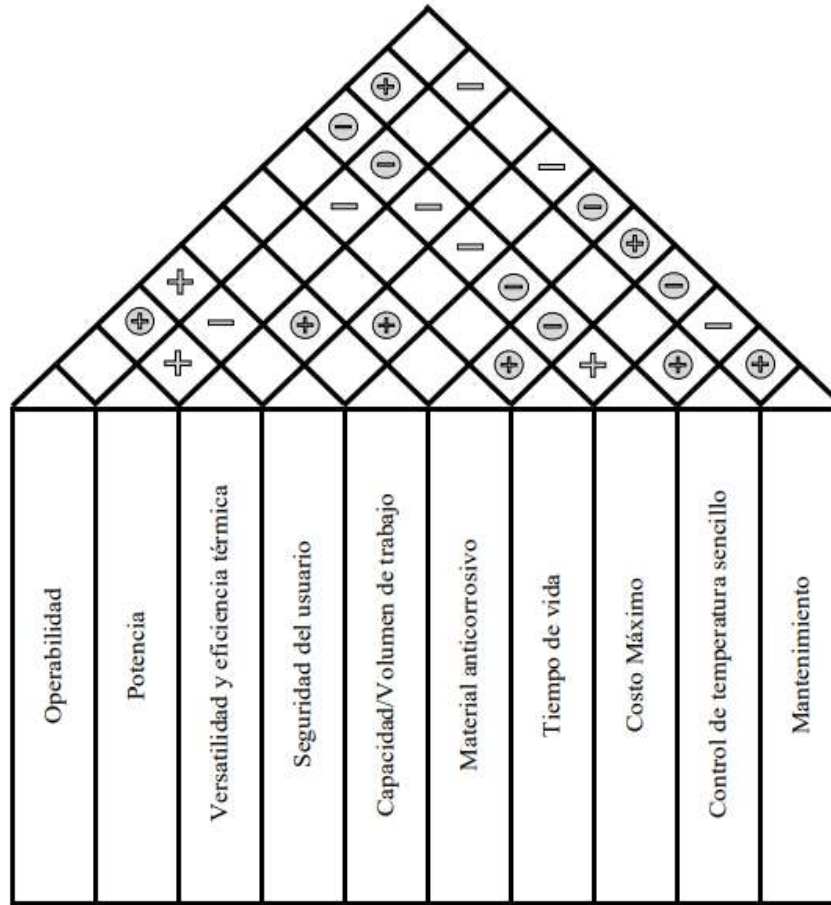 Operabilidad
Potencia
Versatilidad y eficiencia térmica
Seguridad del usuario
Capacidad/Volumen de trabajo
Material anticorrosivo
Tiempo de vida
Costo Máximo
Control de temperatura sencillo
Mantenimiento